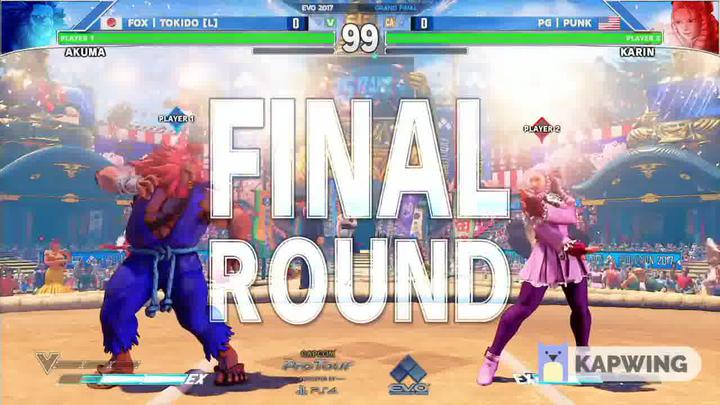 EVO 2017
GRAND FINAL
FOX | TOKIDO [L]
0
V
99
CA
0
PG | PUNK
PLAYER 1
PLAYER 2
AKUMA
KARIN
PLAYER 1
PLAYER 2
FINAL
ROUND
V
EX
EX
CAPCOM
ProTour
PS4
EVO
KAPWING